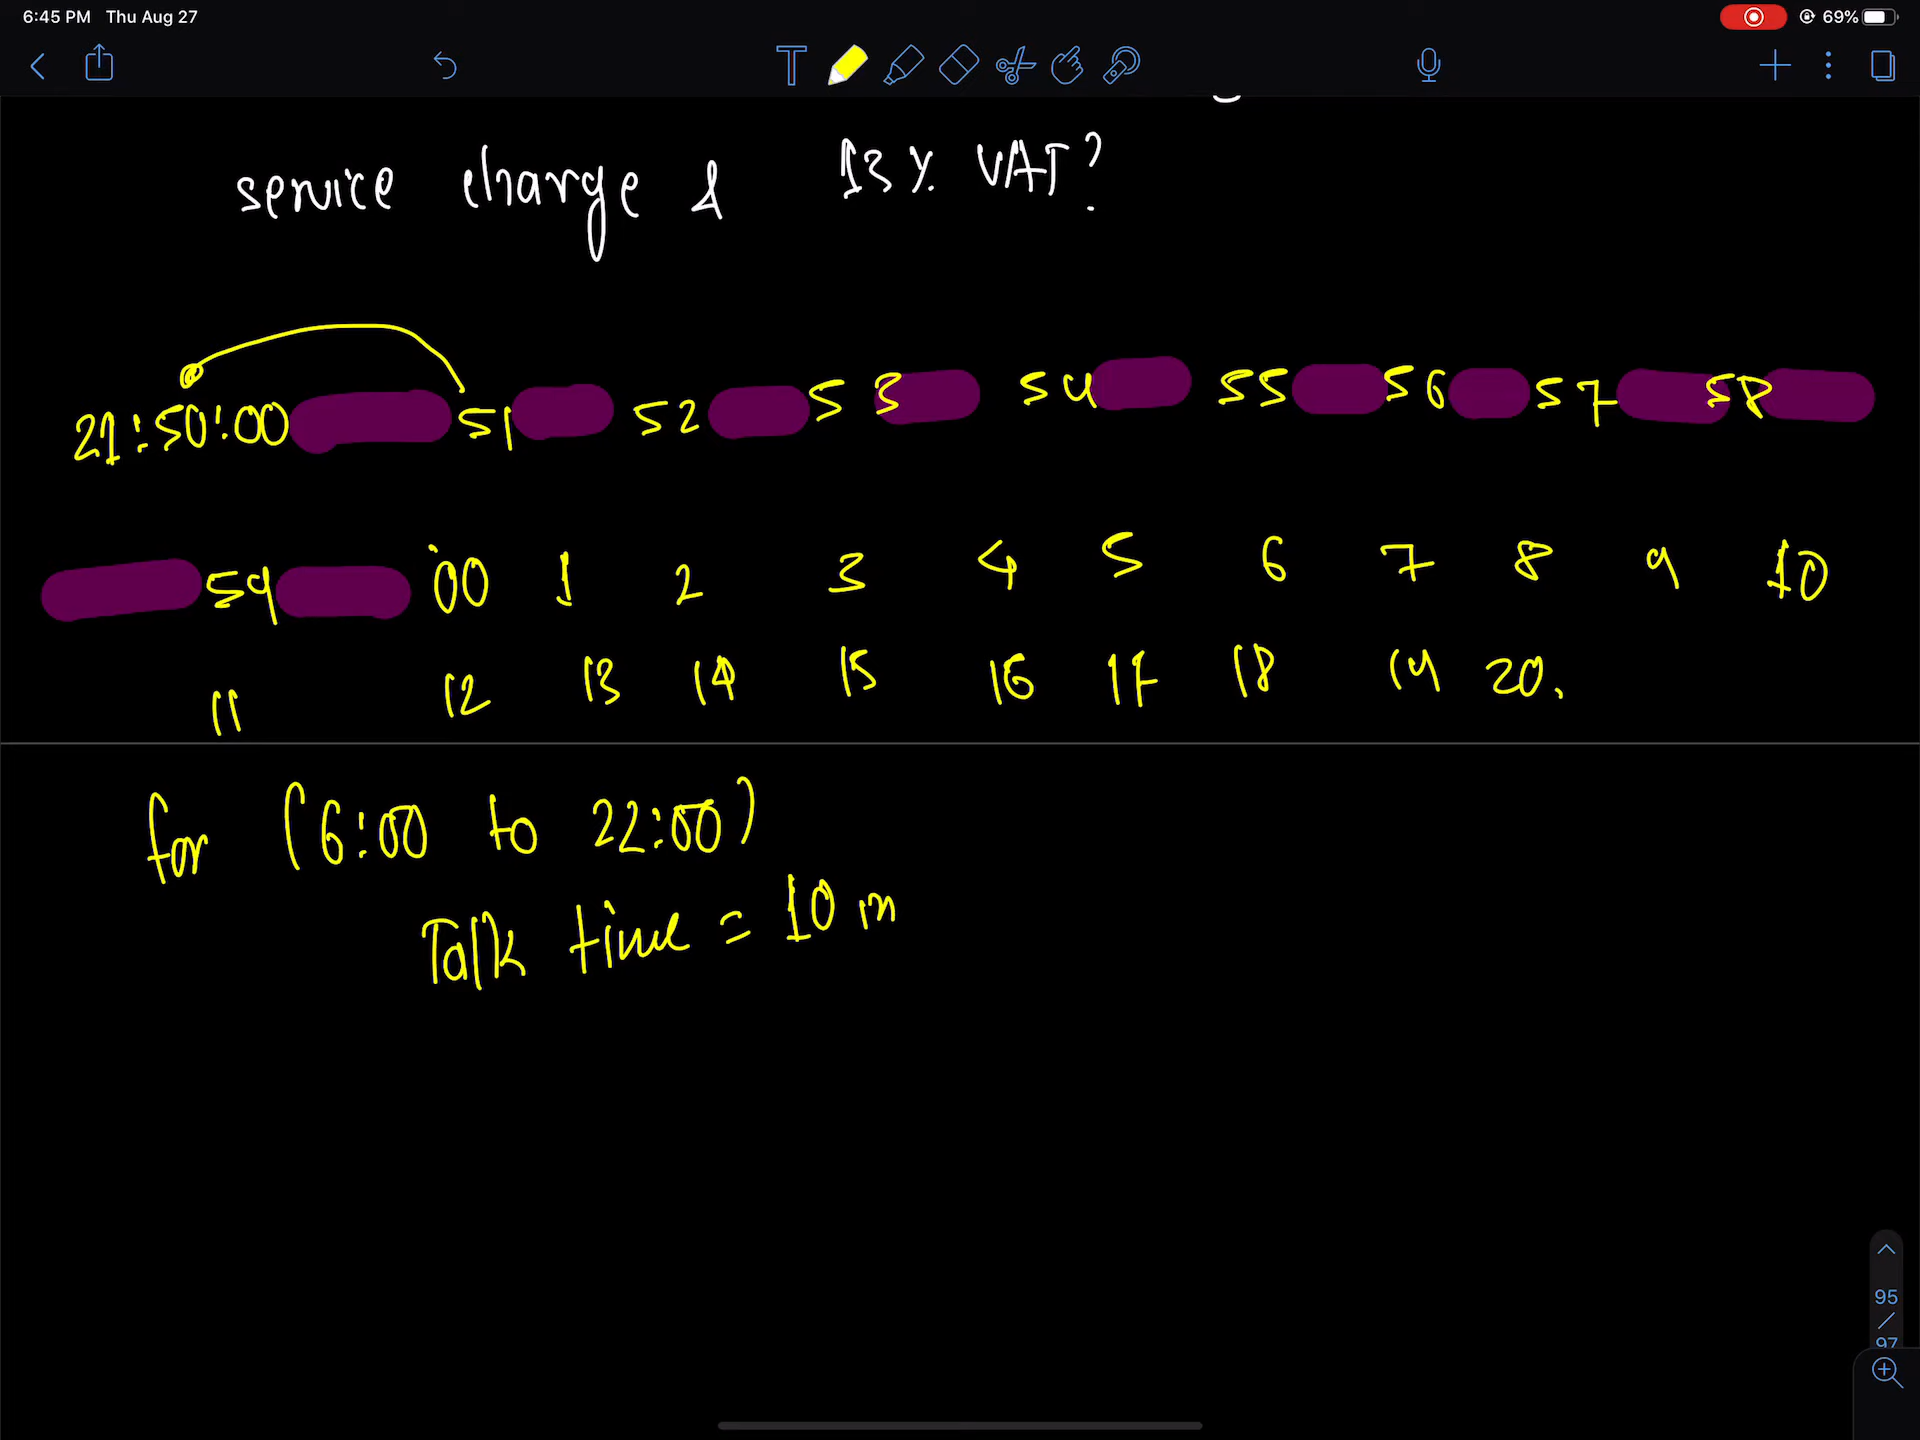 6:45 PM Thu Aug 27
69%
service charge & 13% VAT?
21:50:00 51 52 53 54 55 56 57 58
59 00 1 2 3 4 5 6 7 8 9 10
11 12 13 14 15 16 17 18 19 20.
for (6:00 to 22:00)
Talk time = 10 m
95
/
97